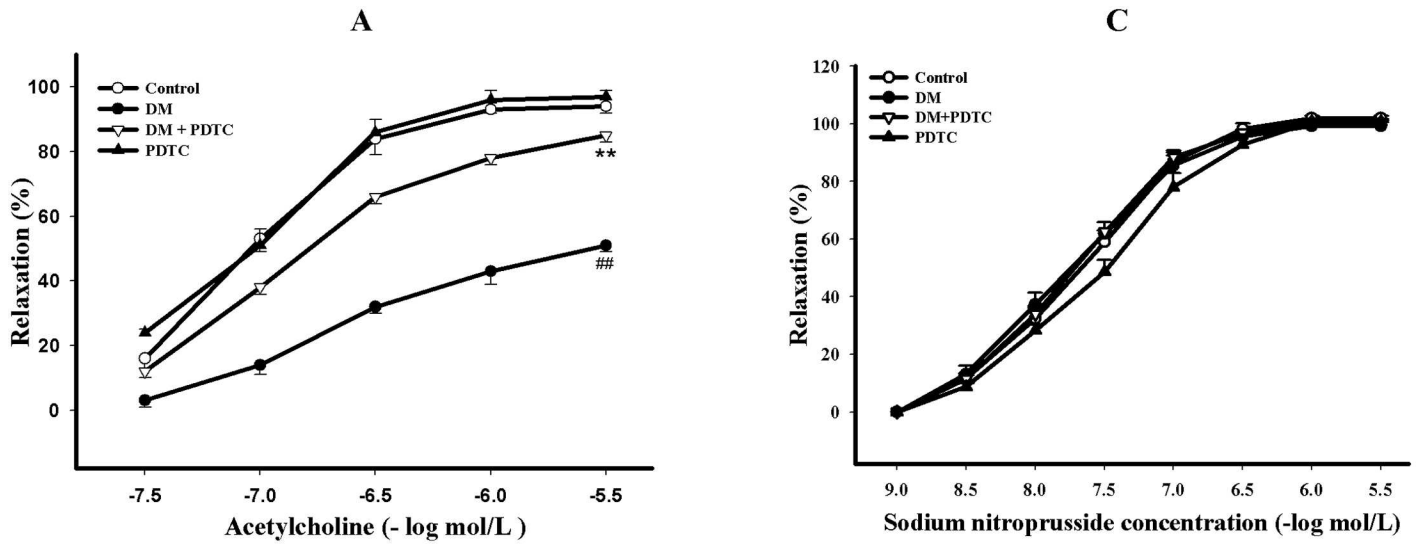 A
Control
DM
DM + PDTC
PDTC
100
80
60
40
20
0
**
##
Relaxation (%)
-7.5 -7.0 -6.5 -6.0 -5.5
Acetylcholine (- log mol/L )
C
Control
DM
DM+PDTC
PDTC
120
100
80
60
40
20
0
Relaxation (%)
9.0 8.5 8.0 7.5 7.0 6.5 6.0 5.5
Sodium nitroprusside concentration (-log mol/L)